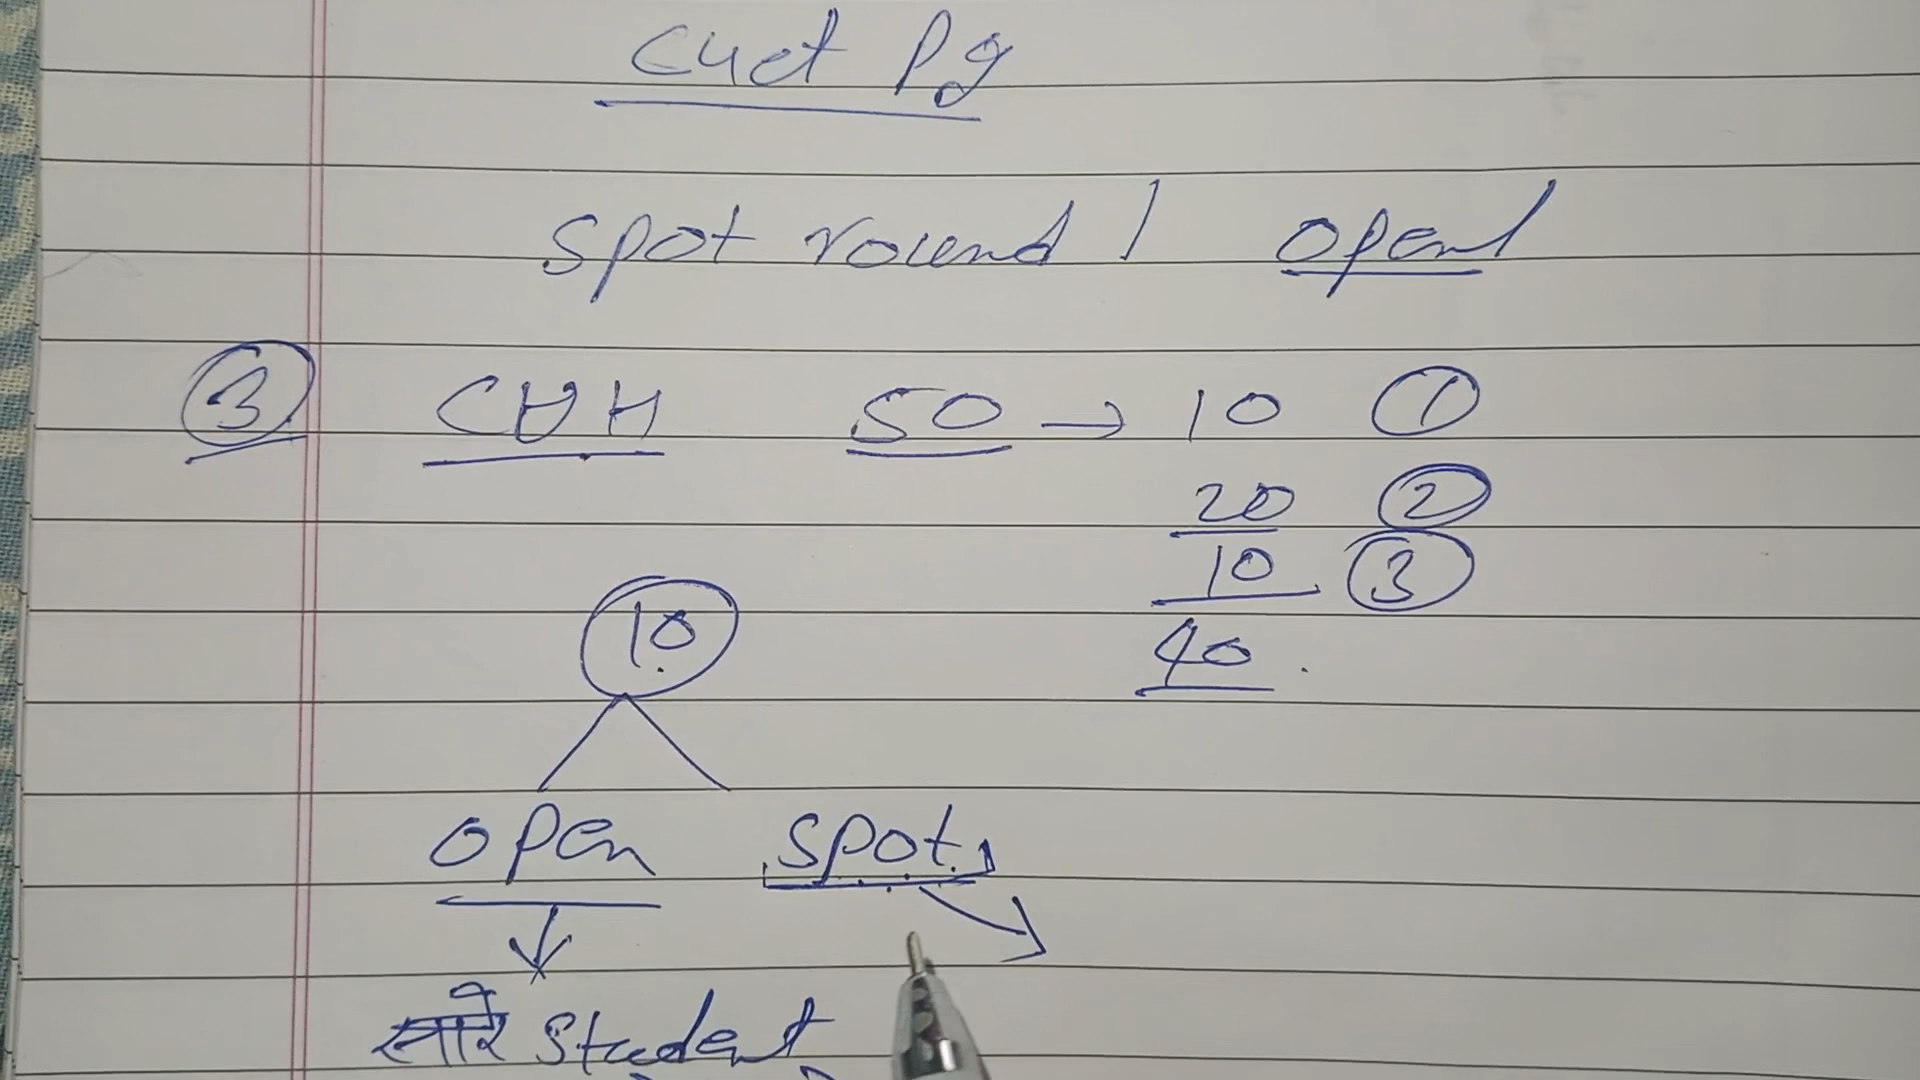 Cuet Pg
Spot round / open/
3 CUH 50 → 10 1
20 2
10 3
40.
10
open spot
सारे student